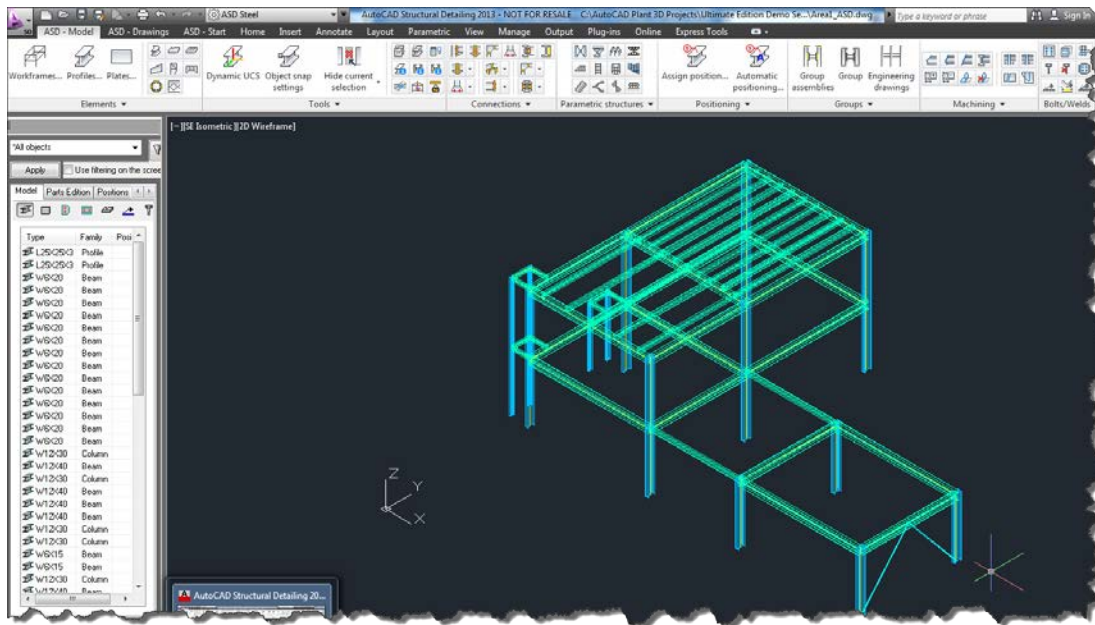 ASD Steel
AutoCAD Structural Detailing 2013 - NOT FOR RESALE C:\AutoCAD Plant 3D Projects\Ultimate Edition Demo Se...\Area1_ASD.dwg
Type a keyword or phrase
Sign In
ASD - Model ASD - Drawings ASD - Start Home Insert Annotate Layout Parametric View Manage Output Plug-ins Online Express Tools
Workframes... Profiles... Plates...
Dynamic UCS Object snap settings Hide current selection
Assign position... Automatic positioning...
Group assemblies Group Engineering drawings
Elements Tools Connections Parametric structures Positioning Groups Machining Bolts/Welds
[−][SE Isometric][2D Wireframe]
*All objects
Apply Use filtering on the scree
Model Parts Edition Positions
Type Family Posi
L25X25X3 Profile
L25X25X3 Profile
W6X20 Beam
W6X20 Beam
W6X20 Beam
W6X20 Beam
W6X20 Beam
W6X20 Beam
W6X20 Beam
W6X20 Beam
W6X20 Beam
W6X20 Beam
W6X20 Beam
W6X20 Beam
W6X20 Beam
W6X20 Beam
W12X30 Column
W12X40 Beam
W12X30 Column
W12X40 Beam
W12X40 Beam
W12X40 Beam
W12X30 Column
W12X30 Column
W6X15 Beam
W6X15 Beam
W12X30 Column
W12X40 Beam
Z
Y
X
AutoCAD Structural Detailing 20...